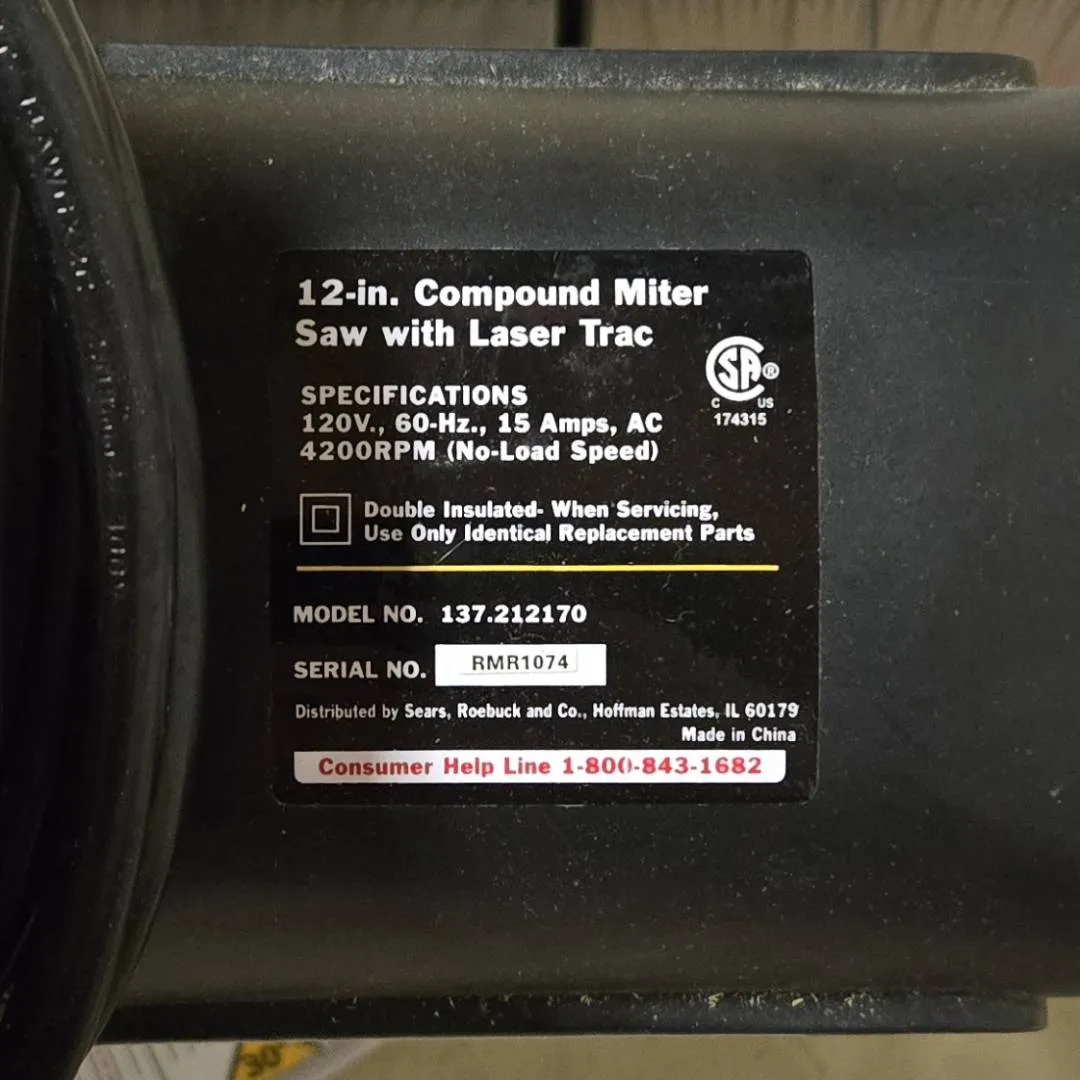 12-in. Compound Miter
Saw with Laser Trac
SPECIFICATIONS
120V., 60-Hz., 15 Amps, AC
4200RPM (No-Load Speed)
SA®
C US
174315
Double Insulated- When Servicing,
Use Only Identical Replacement Parts
MODEL NO. 137.212170
SERIAL NO. RMR1074
Distributed by Sears, Roebuck and Co., Hoffman Estates, IL 60179
Made in China
Consumer Help Line 1-800-843-1682
30°